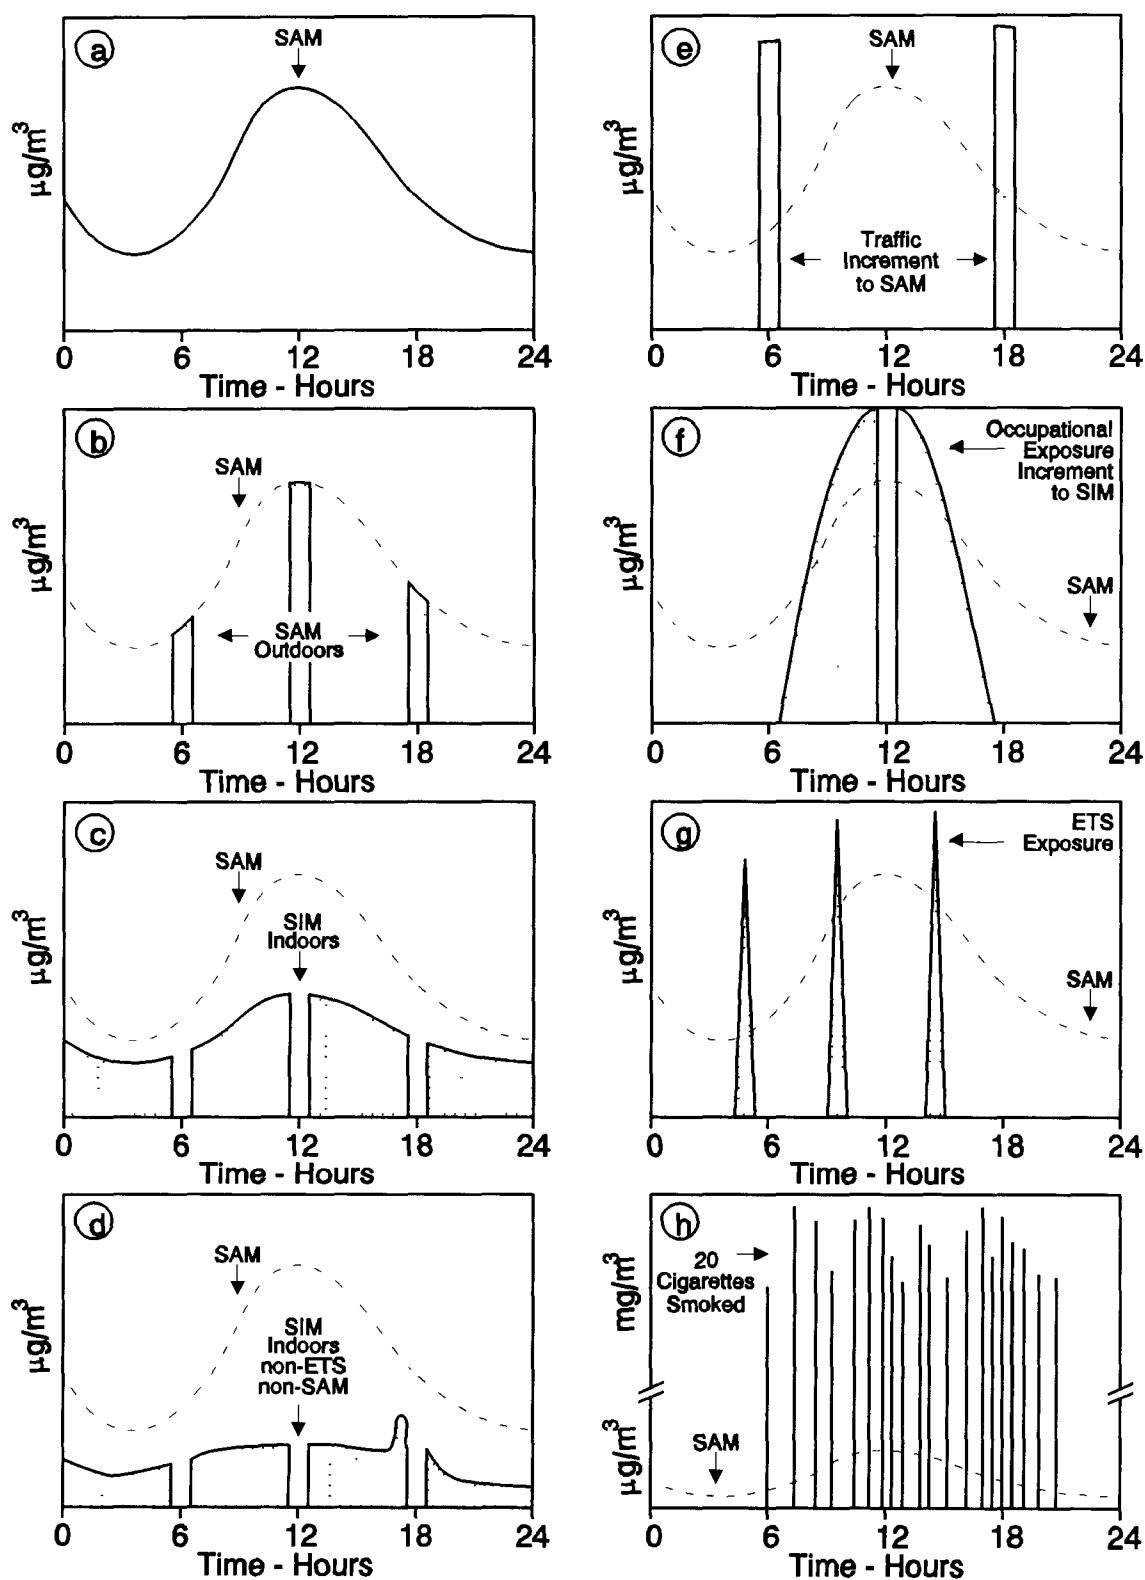 a
SAM
µg/m³
0 6 12 18 24
Time - Hours
b
SAM
SAM
Outdoors
µg/m³
0 6 12 18 24
Time - Hours
c
SAM
SIM
Indoors
µg/m³
0 6 12 18 24
Time - Hours
d
SAM
SIM
Indoors
non-ETS
non-SAM
µg/m³
0 6 12 18 24
Time - Hours
e
SAM
Traffic
Increment
to SAM
µg/m³
0 6 12 18 24
Time - Hours
f
Occupational
Exposure
Increment
to SIM
SAM
µg/m³
0 6 12 18 24
Time - Hours
g
ETS
Exposure
SAM
µg/m³
0 6 12 18 24
Time - Hours
h
20
Cigarettes
Smoked
mg/m³
SAM
µg/m³
0 6 12 18 24
Time - Hours